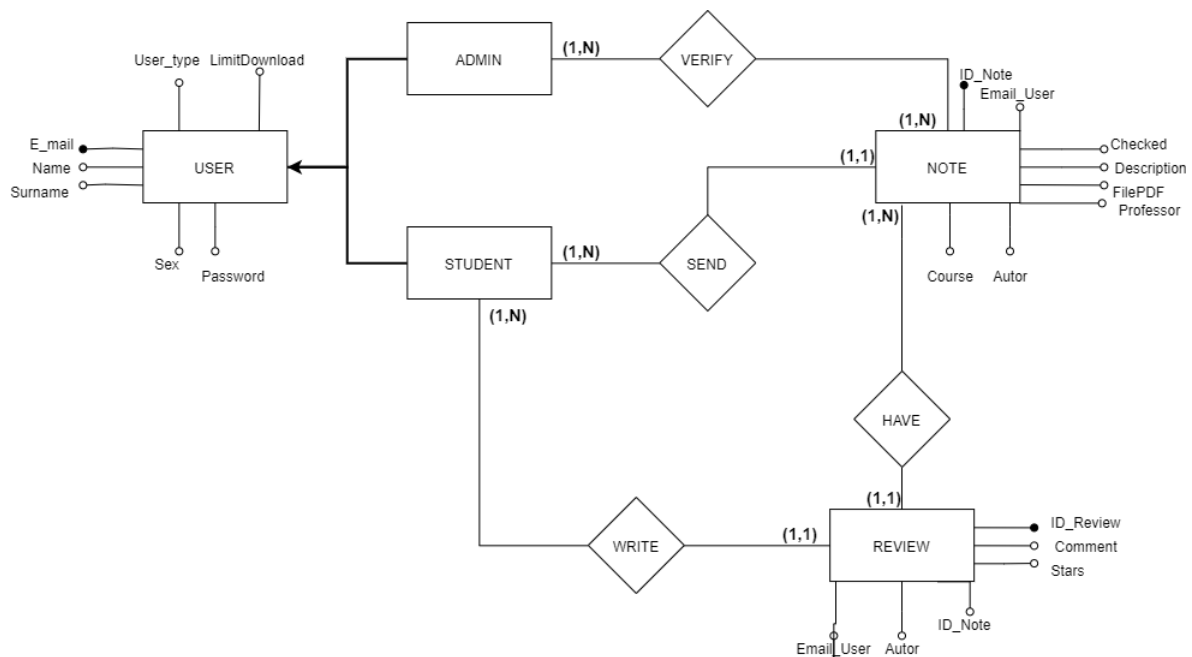 ADMIN
(1,N)
VERIFY
User_type
LimitDownload
ID_Note
Email_User
(1,N)
E_mail
Name
Surname
USER
(1,1)
NOTE
Checked
Description
FilePDF
Professor
(1,N)
STUDENT
(1,N)
SEND
Sex
Password
Course
Autor
(1,N)
HAVE
(1,1)
WRITE
(1,1)
REVIEW
ID_Review
Comment
Stars
ID_Note
Email_User
Autor